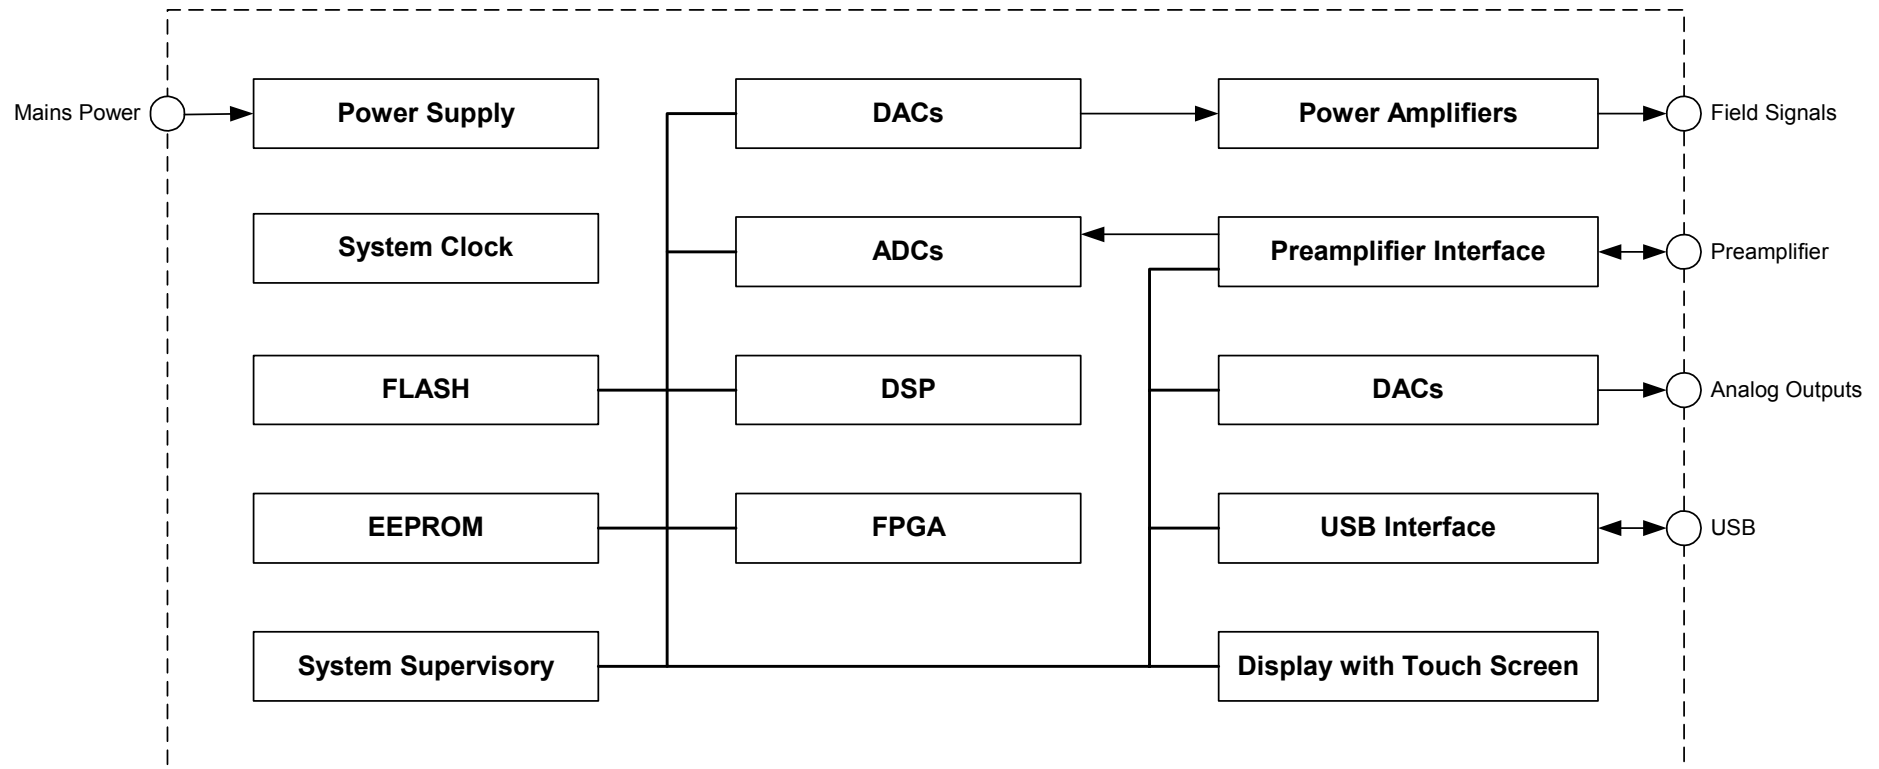 Mains Power
Power Supply
DACs
Power Amplifiers
Field Signals
System Clock
ADCs
Preamplifier Interface
Preamplifier
FLASH
DSP
DACs
Analog Outputs
EEPROM
FPGA
USB Interface
USB
System Supervisory
Display with Touch Screen